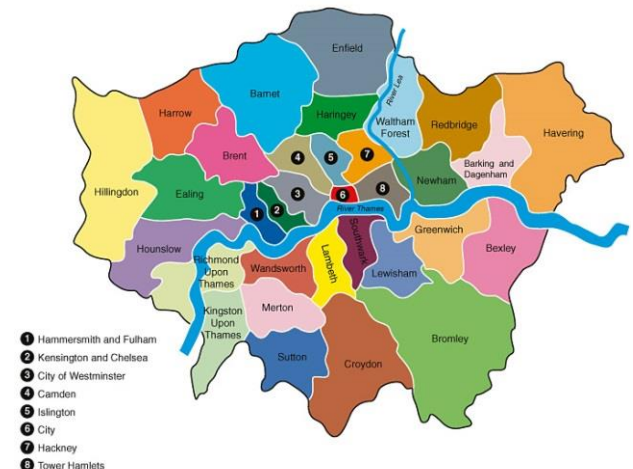 Enfield
Barnet
Harrow
Haringey
River Lea
Waltham
Forest
Redbridge
Havering
Brent
4
5
7
Barking and
Dagenham
Hillingdon
Ealing
3
6
8
Newham
1
2
River Thames
Hounslow
Richmond
Upon
Thames
Wandsworth
Lambeth
Southwark
Lewisham
Greenwich
Bexley
Kingston
Upon
Thames
Merton
Sutton
Croydon
Bromley
1 Hammersmith and Fulham
2 Kensington and Chelsea
3 City of Westminster
4 Camden
5 Islington
6 City
7 Hackney
8 Tower Hamlets